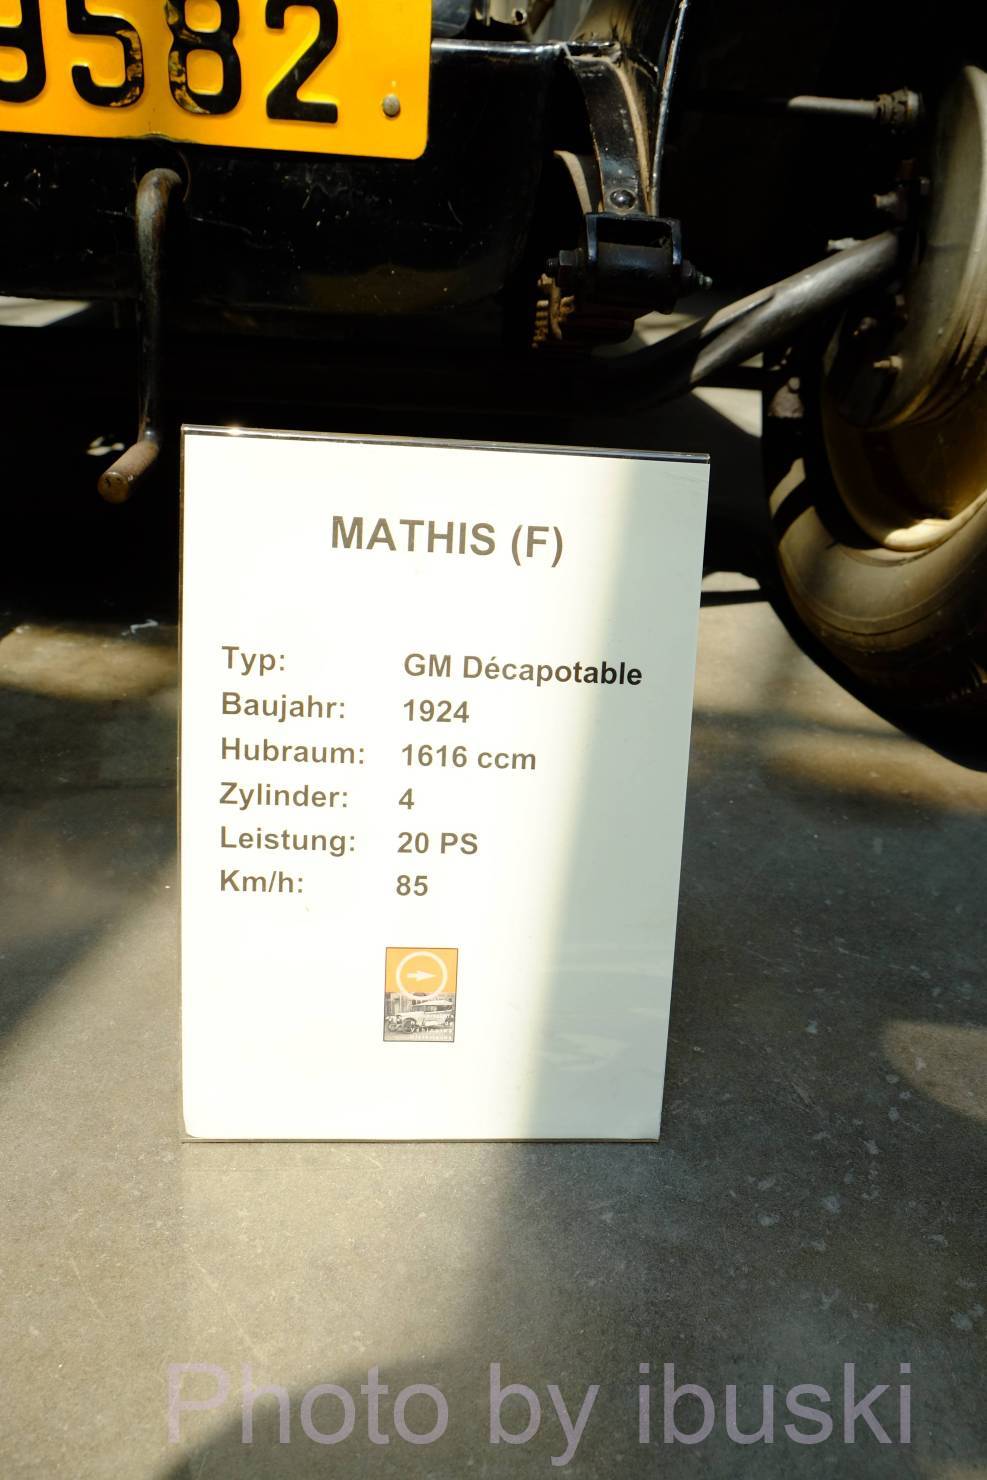 9582
MATHIS (F)
Typ: GM Décapotable
Baujahr: 1924
Hubraum: 1616 ccm
Zylinder: 4
Leistung: 20 PS
Km/h: 85
Photo by ibuski